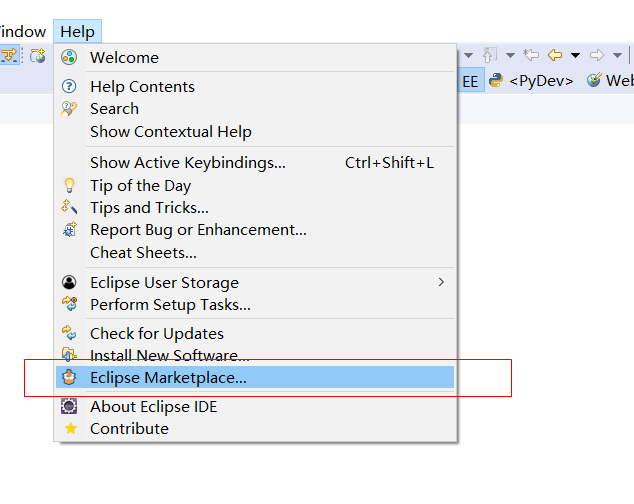 Help
Welcome
EE
<PyDev>
Help Contents
Search
Show Contextual Help
Show Active Keybindings... Ctrl+Shift+L
Tip of the Day
Tips and Tricks...
Report Bug or Enhancement...
Cheat Sheets...
Eclipse User Storage
Perform Setup Tasks...
Check for Updates
Install New Software...
Eclipse Marketplace...
About Eclipse IDE
Contribute